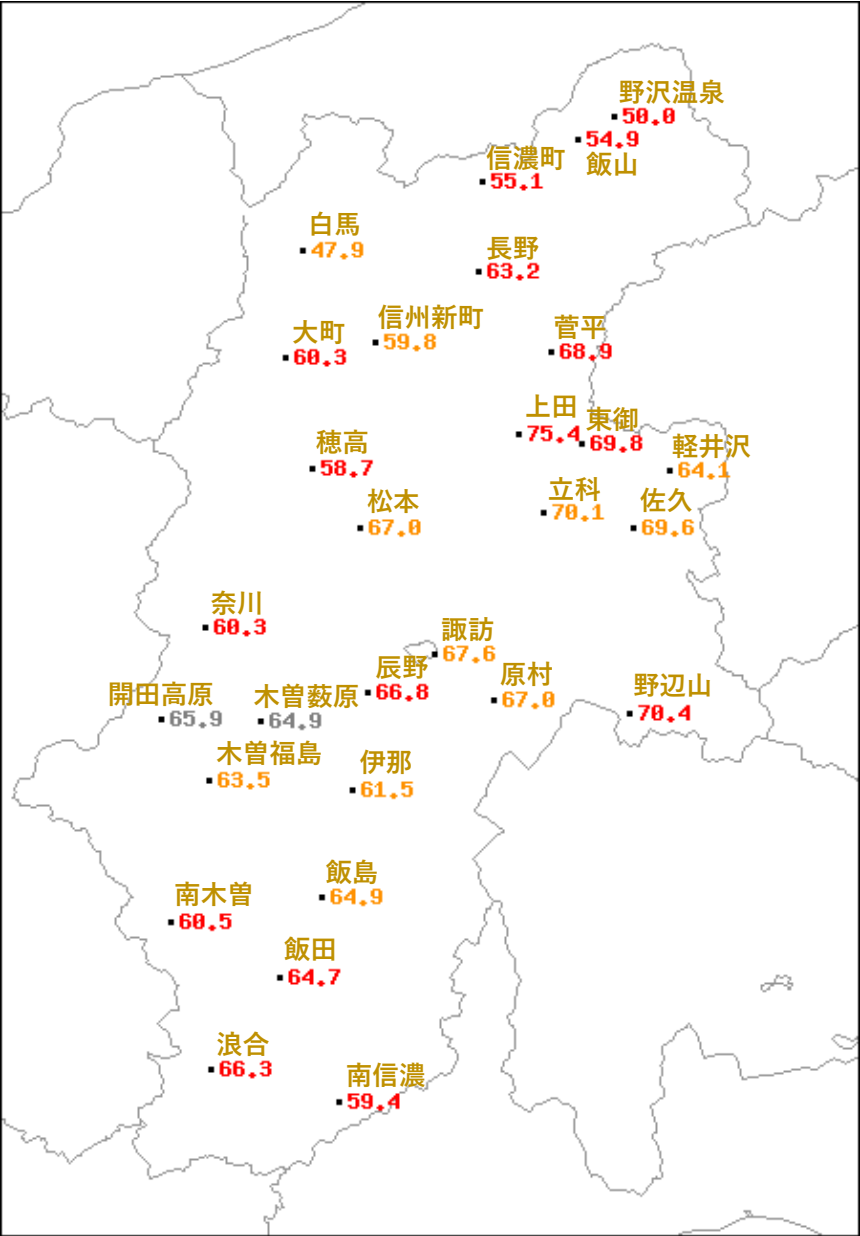 野沢温泉
50.0
54.9
飯山
信濃町
55.1
白馬
47.9
長野
63.2
信州新町
59.8
大町
60.3
菅平
68.9
上田
75.4
東御
69.8
穂高
58.7
軽井沢
64.1
松本
67.0
立科
70.1
佐久
69.6
奈川
60.3
諏訪
67.6
辰野
66.8
原村
67.0
野辺山
70.4
開田高原
65.9
木曽薮原
64.9
木曽福島
63.5
伊那
61.5
飯島
64.9
南木曽
60.5
飯田
64.7
浪合
66.3
南信濃
59.4